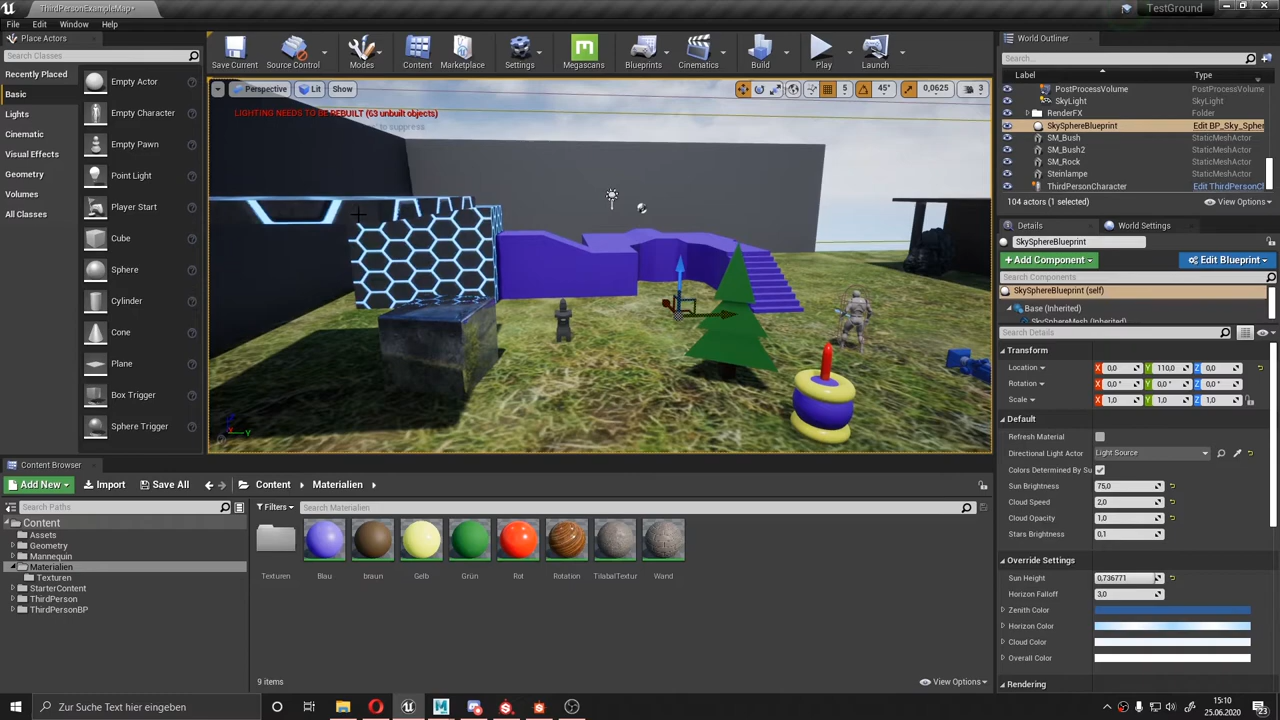 ThirdPersonExampleMap*
TestGround
File Edit Window Help
Place Actors
Search Classes
Recently Placed
Basic
Lights
Cinematic
Visual Effects
Geometry
Volumes
All Classes
Empty Actor
Empty Character
Empty Pawn
Point Light
Player Start
Cube
Sphere
Cylinder
Cone
Plane
Box Trigger
Sphere Trigger
Save Current
Source Control
Modes
Content
Marketplace
Settings
Megascans
Blueprints
Cinematics
Build
Play
Launch
Perspective
Lit
Show
5
45°
0,0625
3
LIGHTING NEEDS TO BE REBUILT (63 unbuilt objects)
to suppress
World Outliner
Search...
Label Type
PostProcessVolume PostProcessVolume
SkyLight SkyLight
RenderFX Folder
SkySphereBlueprint Edit BP_Sky_Sphe
SM_Bush StaticMeshActor
SM_Bush2 StaticMeshActor
SM_Rock StaticMeshActor
Steinlampe StaticMeshActor
ThirdPersonCharacter Edit ThirdPersonCl
104 actors (1 selected)
View Options
Details
World Settings
SkySphereBlueprint
+Add Component
Edit Blueprint
Search Components
SkySphereBlueprint (self)
Base (Inherited)
SkySphereMesh (Inherited)
Search Details
Transform
Location X 0,0 Y 110,0 Z 0,0
Rotation X 0,0 ° Y 0,0 ° Z 0,0 °
Scale X 1,0 Y 1,0 Z 1,0
Default
Refresh Material
Directional Light Actor Light Source
Colors Determined By Su
Sun Brightness 75,0
Cloud Speed 2,0
Cloud Opacity 1,0
Stars Brightness 0,1
Override Settings
Sun Height 0,736771
Horizon Falloff 3,0
Zenith Color
Horizon Color
Cloud Color
Overall Color
Rendering
Content Browser
Add New
Import
Save All
Content
Materialien
Search Paths
Filters
Search Materialien
Content
Assets
Geometry
Mannequin
Materialien
Texturen
StarterContent
ThirdPerson
ThirdPersonBP
Texturen
Blau
braun
Gelb
Grün
Rot
Rotation
TilabalTextur
Wand
9 items
View Options
Zur Suche Text hier eingeben
15:10
25.06.2020
23